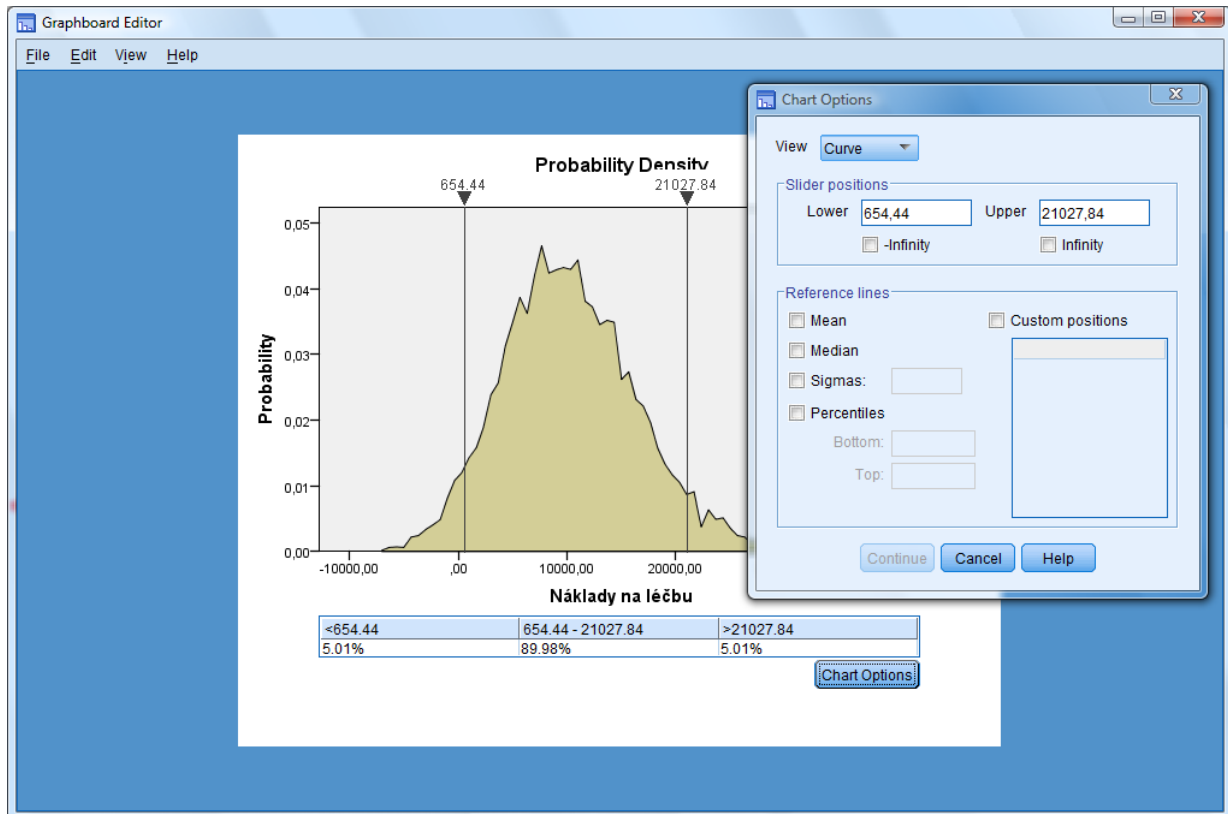 Graphboard Editor
File Edit View Help
Probability Density
654.44 21027.84
0,05
0,04
0,03
0,02
0,01
0,00
Probability
-10000,00 ,00 10000,00 20000,00
Náklady na léčbu
<654.44 654.44 - 21027.84 >21027.84
5.01% 89.98% 5.01%
Chart Options
Chart Options
View Curve
Slider positions
Lower 654,44 Upper 21027,84
-Infinity Infinity
Reference lines
Mean Custom positions
Median
Sigmas:
Percentiles
Bottom:
Top:
Continue Cancel Help